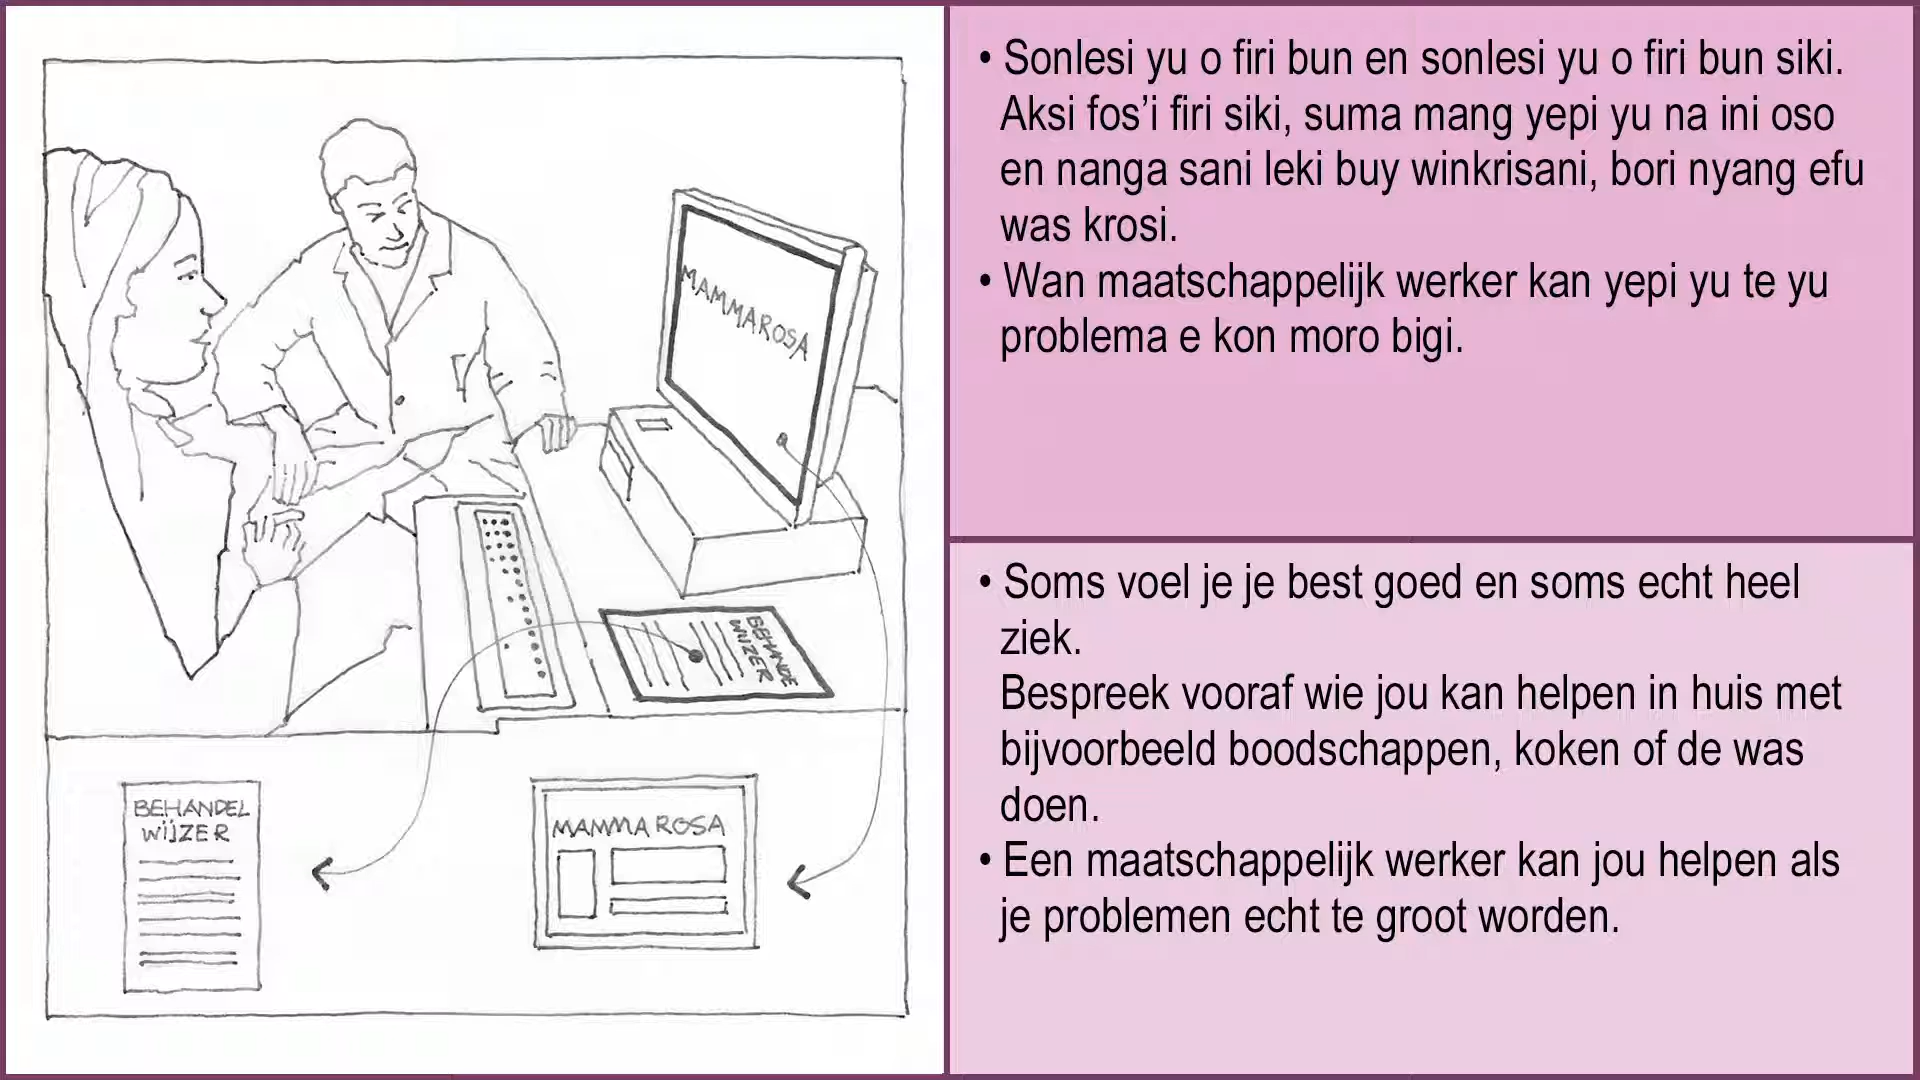 MAMMAROSA
BEHANDE
WIJZER
BEHANDEL
WIJZER
MAMMA ROSA
• Sonlesi yu o firi bun en sonlesi yu o firi bun siki.
Aksi fos’i firi siki, suma mang yepi yu na ini oso
en nanga sani leki buy winkrisani, bori nyang efu
was krosi.
• Wan maatschappelijk werker kan yepi yu te yu
problema e kon moro bigi.
• Soms voel je je best goed en soms echt heel
ziek.
Bespreek vooraf wie jou kan helpen in huis met
bijvoorbeeld boodschappen, koken of de was
doen.
• Een maatschappelijk werker kan jou helpen als
je problemen echt te groot worden.